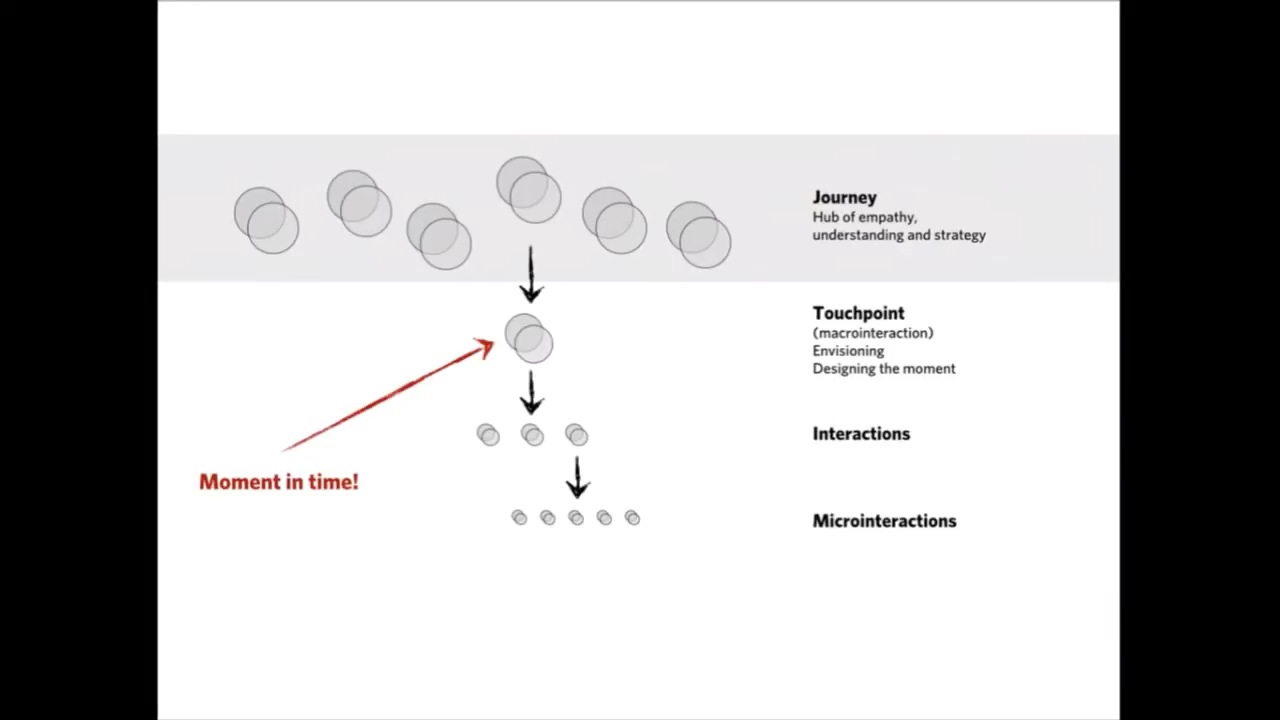 Journey
Hub of empathy,
understanding and strategy
Touchpoint
(macrointeraction)
Envisioning
Designing the moment
Interactions
Moment in time!
Microinteractions